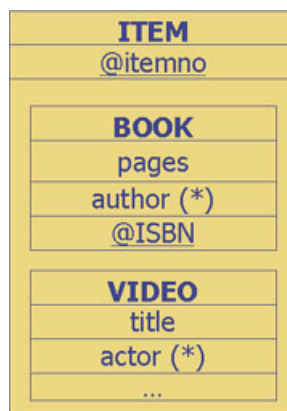 ITEM
@itemno
BOOK
pages
author (*)
@ISBN
VIDEO
title
actor (*)
...